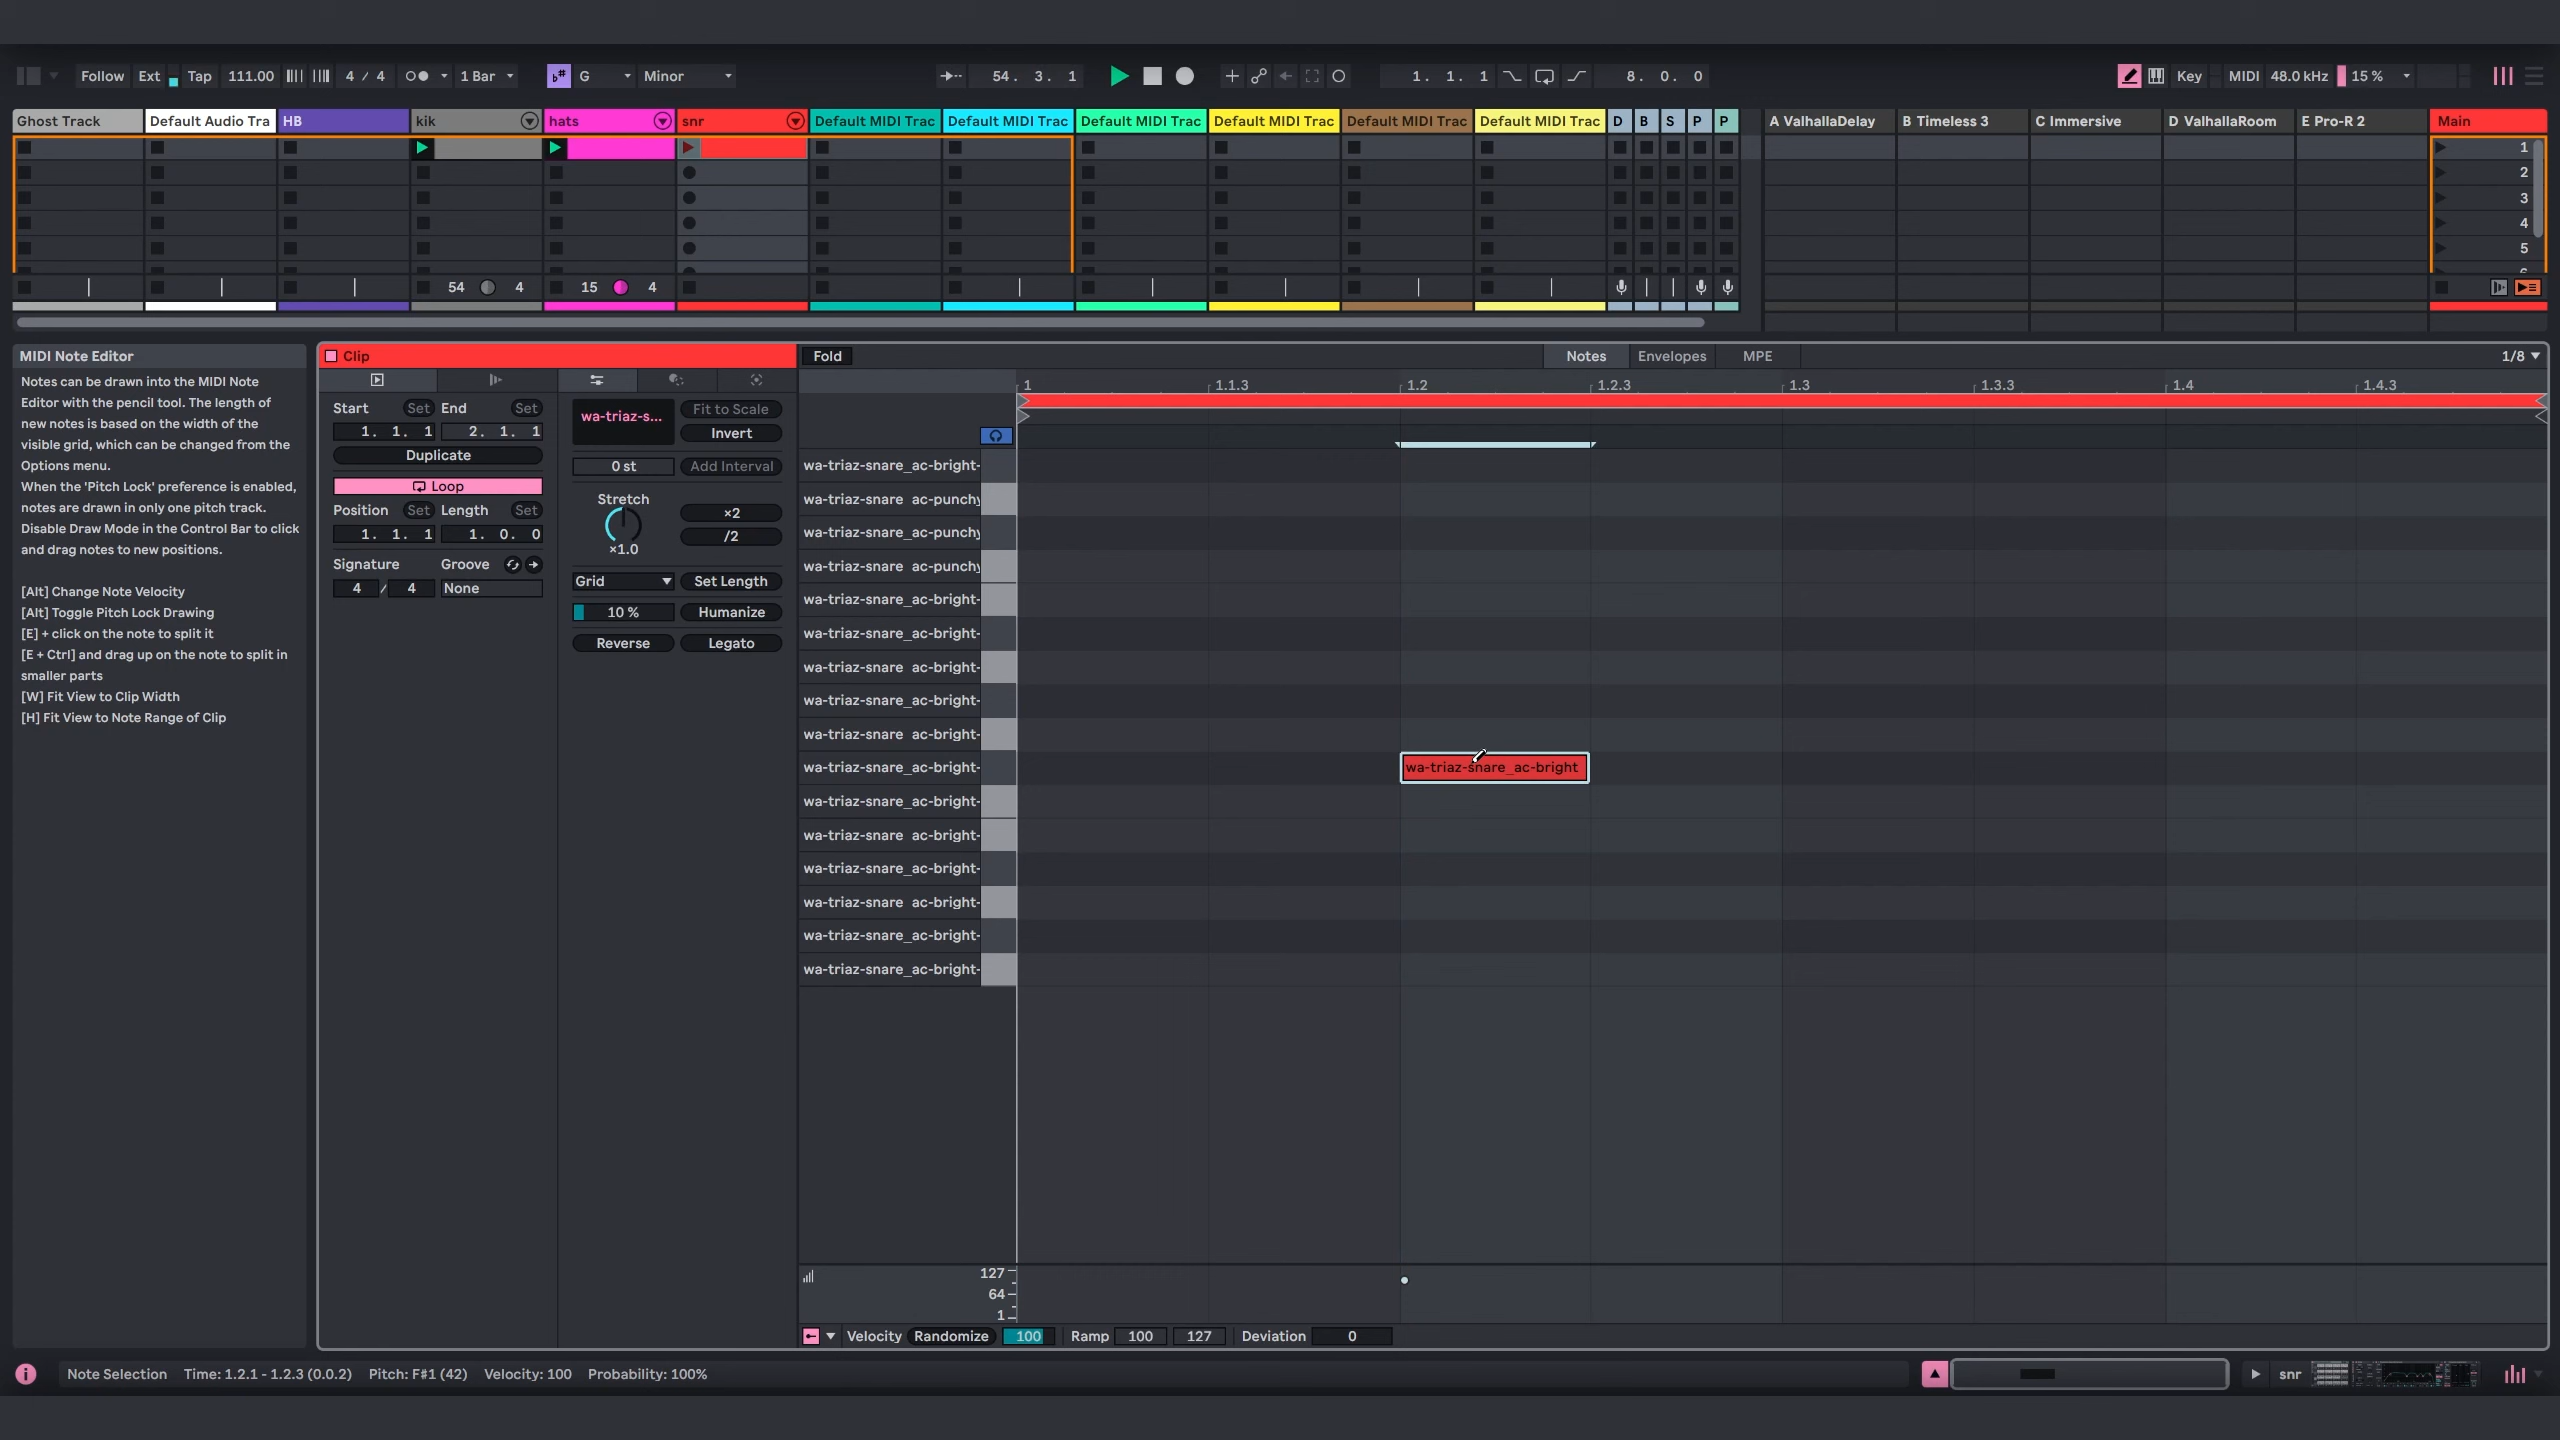 Follow Ext Tap 111.00 4 / 4 1 Bar G Minor 54. 3. 1 1. 1. 1 8. 0. 0 Key MIDI 48.0 kHz 15 %
Ghost Track Default Audio Tra HB kik hats snr Default MIDI Trac Default MIDI Trac Default MIDI Trac Default MIDI Trac Default MIDI Trac Default MIDI Trac D B S P P A ValhallaDelay B Timeless 3 C Immersive D ValhallaRoom E Pro-R 2 Main
1
2
3
4
5
54 4 15 4
MIDI Note Editor
Notes can be drawn into the MIDI Note
Editor with the pencil tool. The length of
new notes is based on the width of the
visible grid, which can be changed from the
Options menu.
When the 'Pitch Lock' preference is enabled,
notes are drawn in only one pitch track.
Disable Draw Mode in the Control Bar to click
and drag notes to new positions.
[Alt] Change Note Velocity
[Alt] Toggle Pitch Lock Drawing
[E] + click on the note to split it
[E + Ctrl] and drag up on the note to split in
smaller parts
[W] Fit View to Clip Width
[H] Fit View to Note Range of Clip
Clip
Start Set End Set
1. 1. 1 2. 1. 1
Duplicate
Loop
Position Set Length Set
1. 1. 1 1. 0. 0
Signature Groove
4 / 4 None
wa-triaz-s... Fit to Scale
Invert
0 st Add Interval
Stretch
×2
/2
×1.0
Grid Set Length
10 % Humanize
Reverse Legato
Fold Notes Envelopes MPE 1/8
1 1.1.3 1.2 1.2.3 1.3 1.3.3 1.4 1.4.3
wa-triaz-snare_ac-bright-
wa-triaz-snare ac-punchy
wa-triaz-snare_ac-punchy
wa-triaz-snare ac-punchy
wa-triaz-snare_ac-bright-
wa-triaz-snare_ac-bright-
wa-triaz-snare ac-bright-
wa-triaz-snare_ac-bright-
wa-triaz-snare ac-bright-
wa-triaz-snare_ac-bright- wa-triaz-snare_ac-bright
wa-triaz-snare_ac-bright-
wa-triaz-snare ac-bright-
wa-triaz-snare_ac-bright-
wa-triaz-snare ac-bright-
wa-triaz-snare_ac-bright-
wa-triaz-snare_ac-bright-
127
64
1
Velocity Randomize 100 Ramp 100 127 Deviation 0
Note Selection Time: 1.2.1 - 1.2.3 (0.0.2) Pitch: F#1 (42) Velocity: 100 Probability: 100% snr